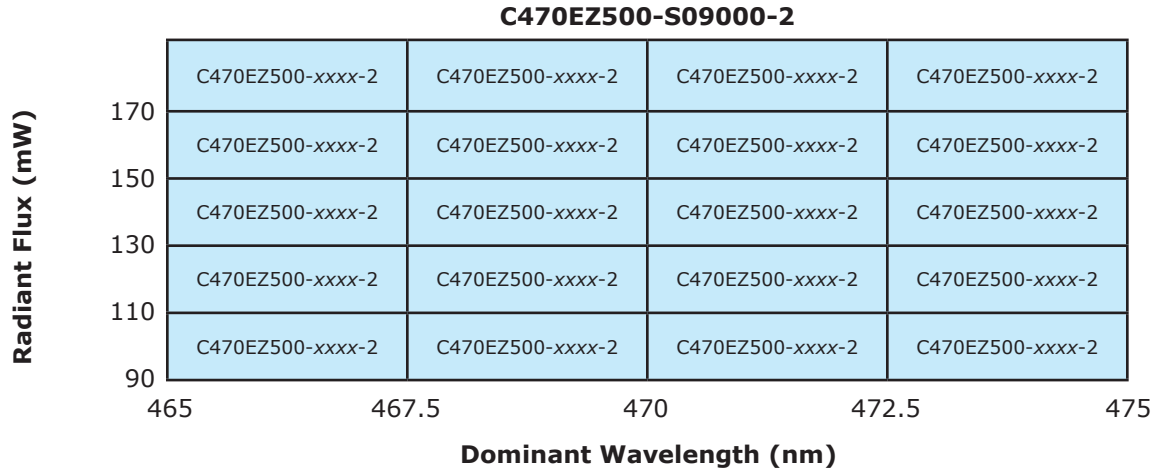 C470EZ500-S09000-2
C470EZ500-xxxx-2 C470EZ500-xxxx-2 C470EZ500-xxxx-2 C470EZ500-xxxx-2
170
C470EZ500-xxxx-2 C470EZ500-xxxx-2 C470EZ500-xxxx-2 C470EZ500-xxxx-2
150
C470EZ500-xxxx-2 C470EZ500-xxxx-2 C470EZ500-xxxx-2 C470EZ500-xxxx-2
130
C470EZ500-xxxx-2 C470EZ500-xxxx-2 C470EZ500-xxxx-2 C470EZ500-xxxx-2
110
C470EZ500-xxxx-2 C470EZ500-xxxx-2 C470EZ500-xxxx-2 C470EZ500-xxxx-2
90
Radiant Flux (mW)
465 467.5 470 472.5 475
Dominant Wavelength (nm)